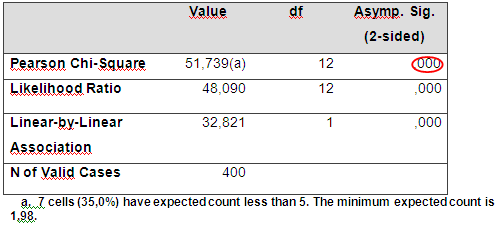 Value df Asymp. Sig.
(2-sided)
Pearson Chi-Square 51,739(a) 12 ,000
Likelihood Ratio 48,090 12 ,000
Linear-by-Linear 32,821 1 ,000
Association
N of Valid Cases 400
a. 7 cells (35,0%) have expected count less than 5. The minimum expected count is
1,98.